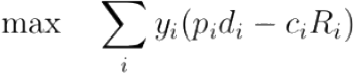 max ∑_i y_i(p_i d_i − c_i R_i)